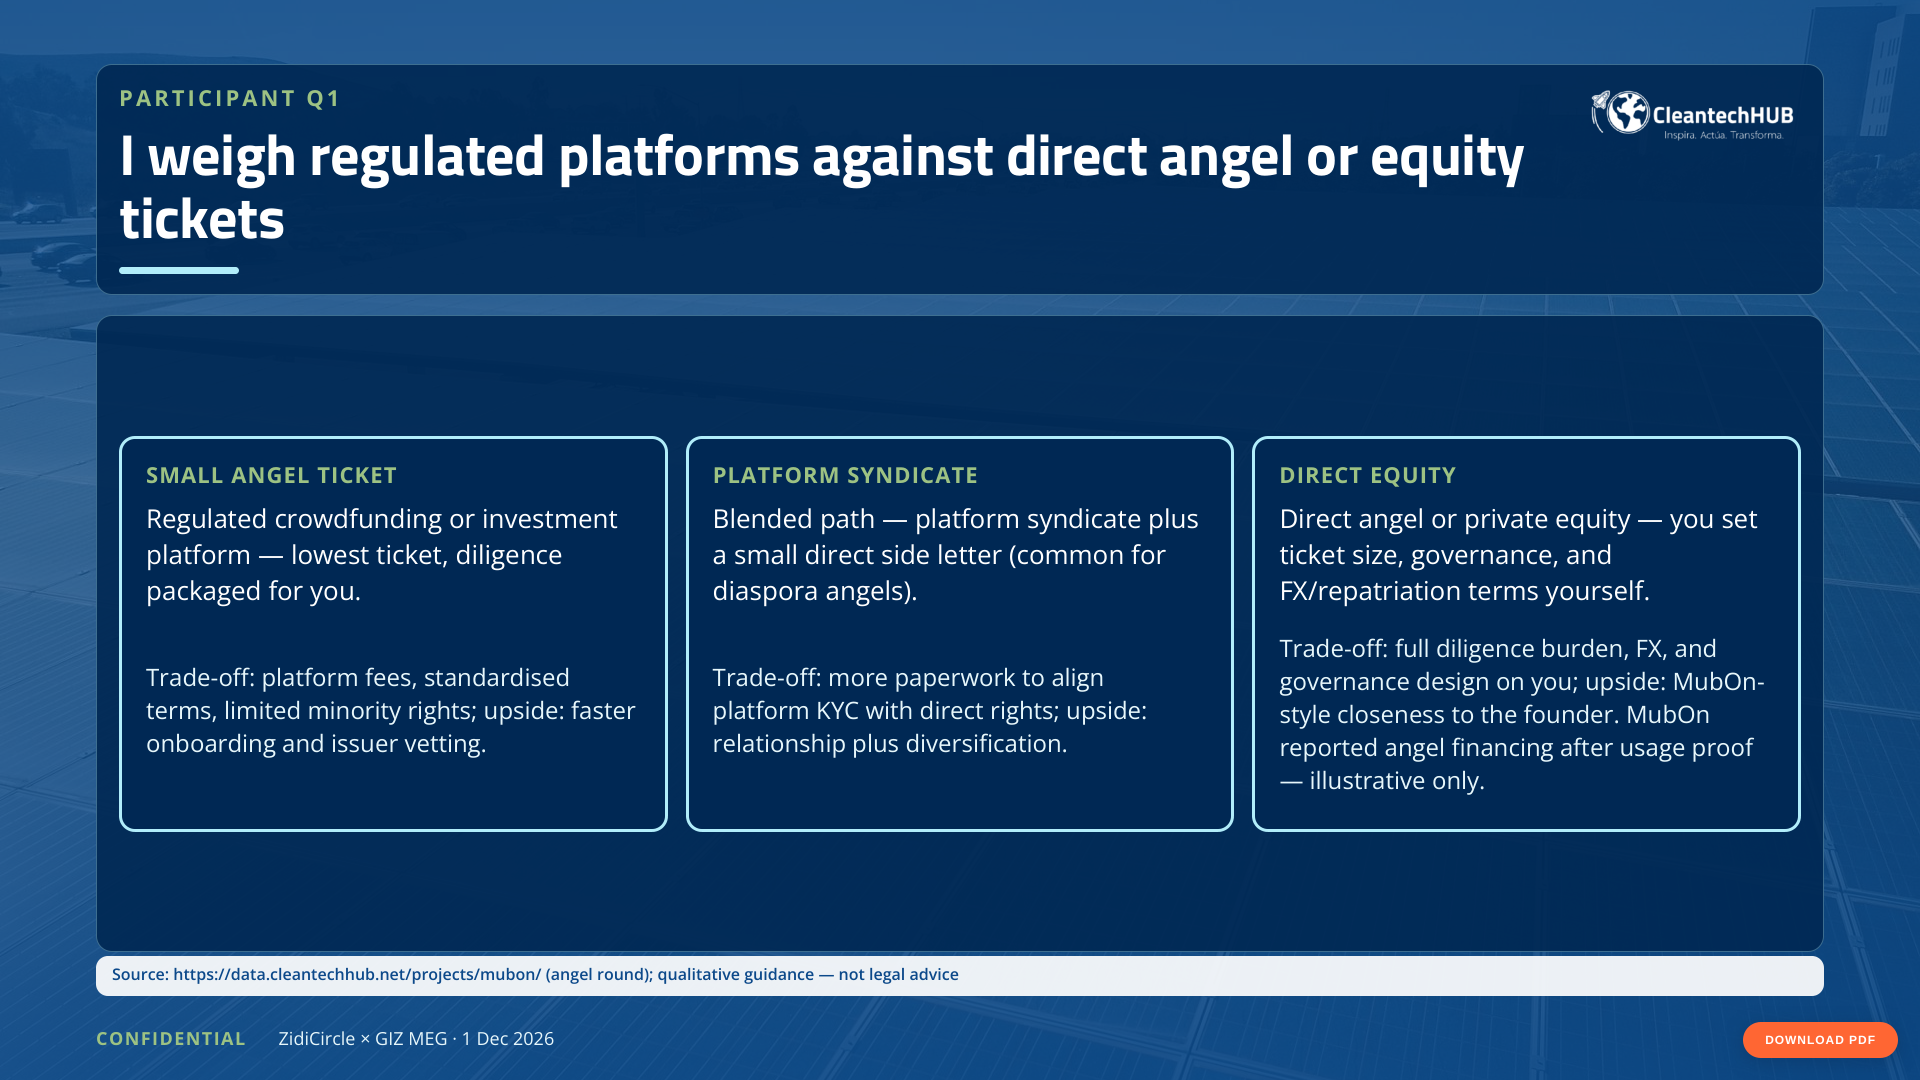 PARTICIPANT Q1
I weigh regulated platforms against direct angel or equity
tickets
CleantechHUB
Inspira. Actúa. Transforma.
SMALL ANGEL TICKET
Regulated crowdfunding or investment
platform — lowest ticket, diligence
packaged for you.
Trade-off: platform fees, standardised
terms, limited minority rights; upside: faster
onboarding and issuer vetting.
PLATFORM SYNDICATE
Blended path — platform syndicate plus
a small direct side letter (common for
diaspora angels).
Trade-off: more paperwork to align
platform KYC with direct rights; upside:
relationship plus diversification.
DIRECT EQUITY
Direct angel or private equity — you set
ticket size, governance, and
FX/repatriation terms yourself.
Trade-off: full diligence burden, FX, and
governance design on you; upside: MubOn-
style closeness to the founder. MubOn
reported angel financing after usage proof
— illustrative only.
Source: https://data.cleantechhub.net/projects/mubon/ (angel round); qualitative guidance — not legal advice
CONFIDENTIAL ZidiCircle × GIZ MEG · 1 Dec 2026
DOWNLOAD PDF